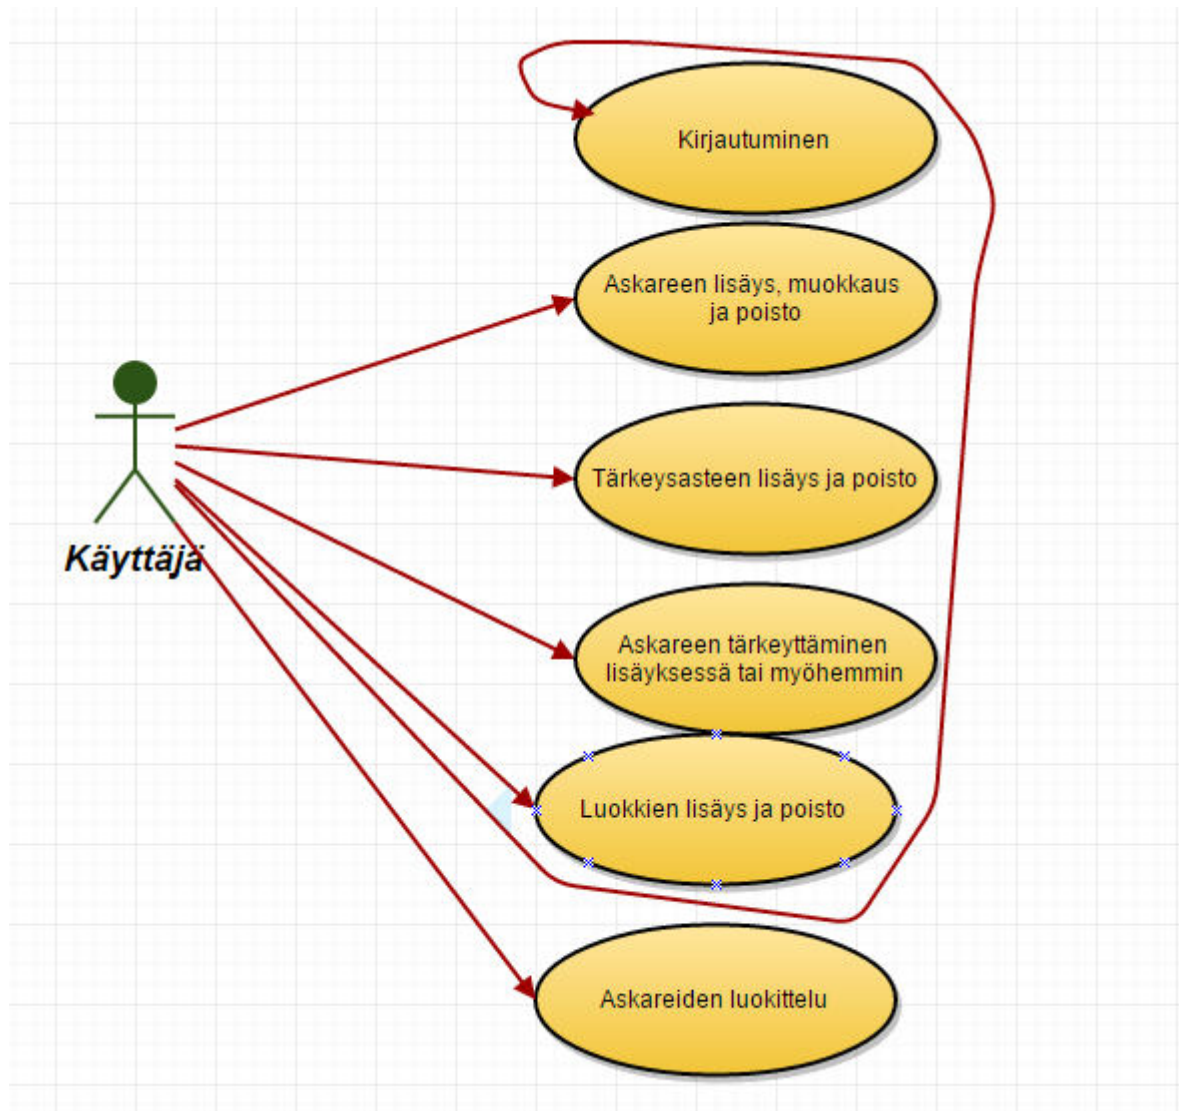 Kirjautuminen
Askareen lisäys, muokkaus
ja poisto
Tärkeysasteen lisäys ja poisto
Käyttäjä
Askareen tärkeyttäminen
lisäyksessä tai myöhemmin
Luokkien lisäys ja poisto
Askareiden luokittelu